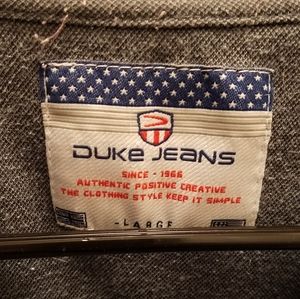 DUKE JEANS
SINCE - 1966
AUTHENTIC POSITIVE CREATIVE
THE CLOTHING STYLE KEEP IT SIMPLE
-LARGE